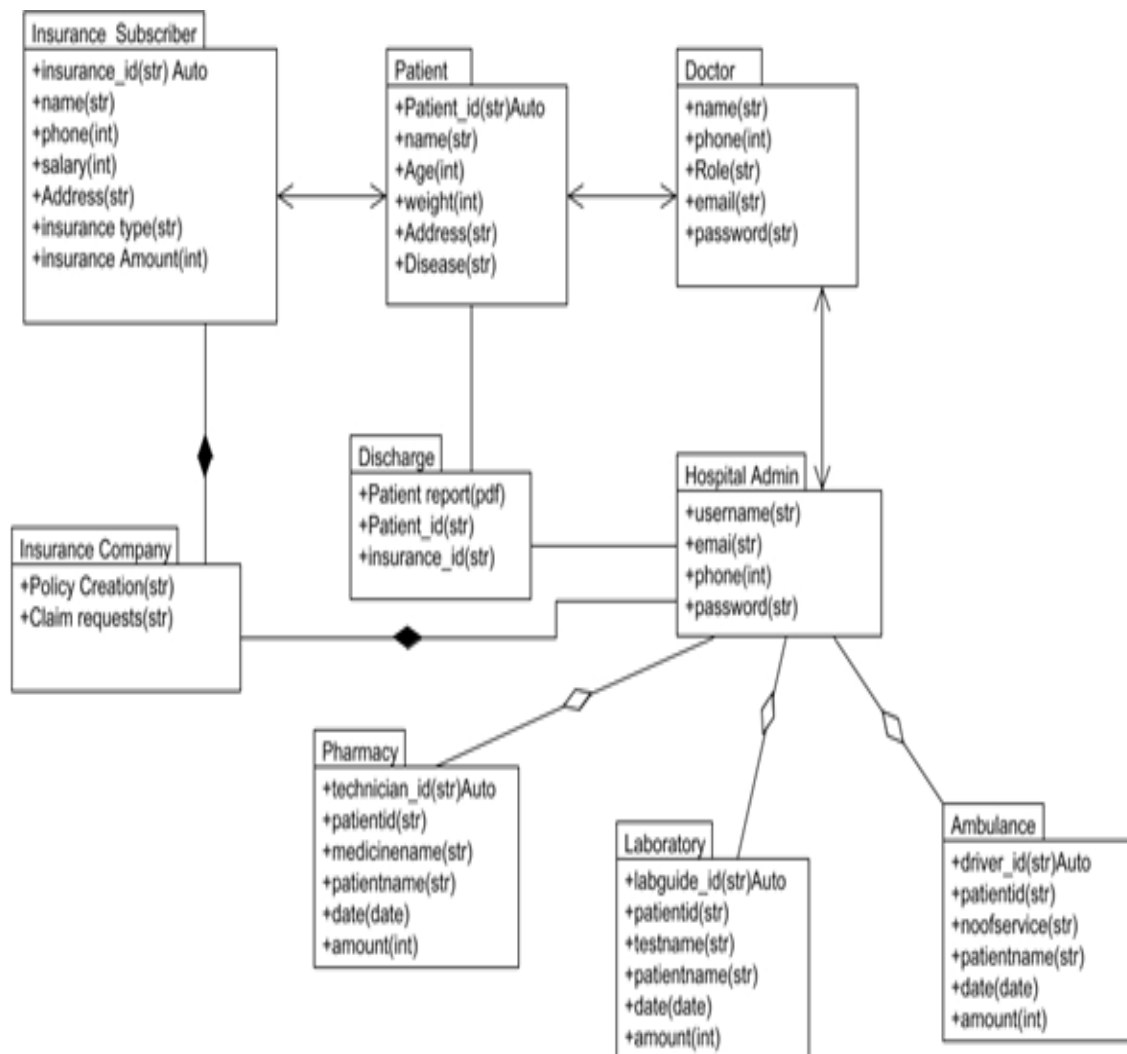 Insurance Subscriber
+insurance_id(str) Auto
+name(str)
+phone(int)
+salary(int)
+Address(str)
+insurance type(str)
+insurance Amount(int)
Patient
+Patient_id(str)Auto
+name(str)
+Age(int)
+weight(int)
+Address(str)
+Disease(str)
Doctor
+name(str)
+phone(int)
+Role(str)
+email(str)
+password(str)
Discharge
+Patient report(pdf)
+Patient_id(str)
+insurance_id(str)
Hospital Admin
+username(str)
+emai(str)
+phone(int)
+password(str)
Insurance Company
+Policy Creation(str)
+Claim requests(str)
Pharmacy
+technician_id(str)Auto
+patientid(str)
+medicinename(str)
+patientname(str)
+date(date)
+amount(int)
Laboratory
+labguide_id(str)Auto
+patientid(str)
+testname(str)
+patientname(str)
+date(date)
+amount(int)
Ambulance
+driver_id(str)Auto
+patientid(str)
+noofservice(str)
+patientname(str)
+date(date)
+amount(int)